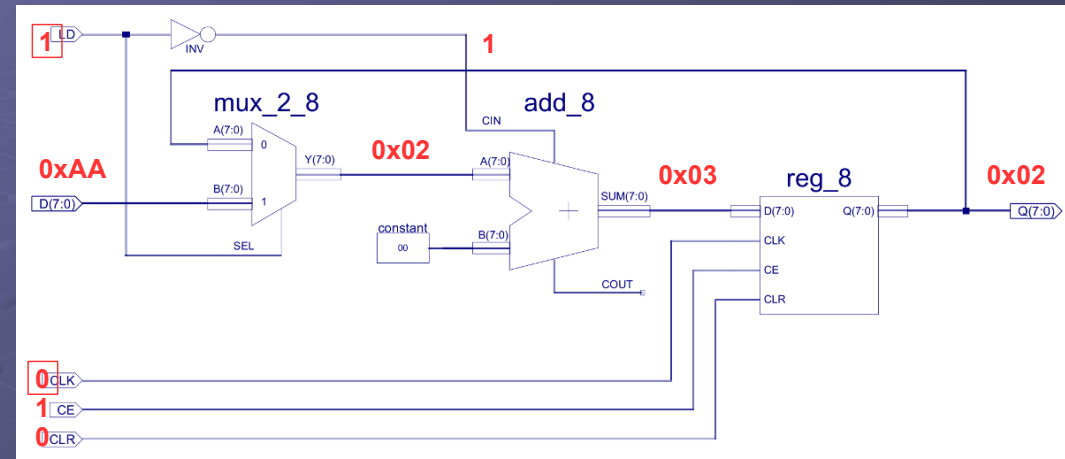 1 LD
INV
1
mux_2_8
add_8
CIN
A(7:0)
0
0xAA
Y(7:0)
0x02
A(7:0)
0x03
reg_8
0x02
B(7:0)
1
SUM(7:0)
D(7:0)
D(7:0)
Q(7:0)
Q(7:0)
constant
00
B(7:0)
SEL
CLK
CE
COUT
CLR
0 CLK
1 CE
0 CLR